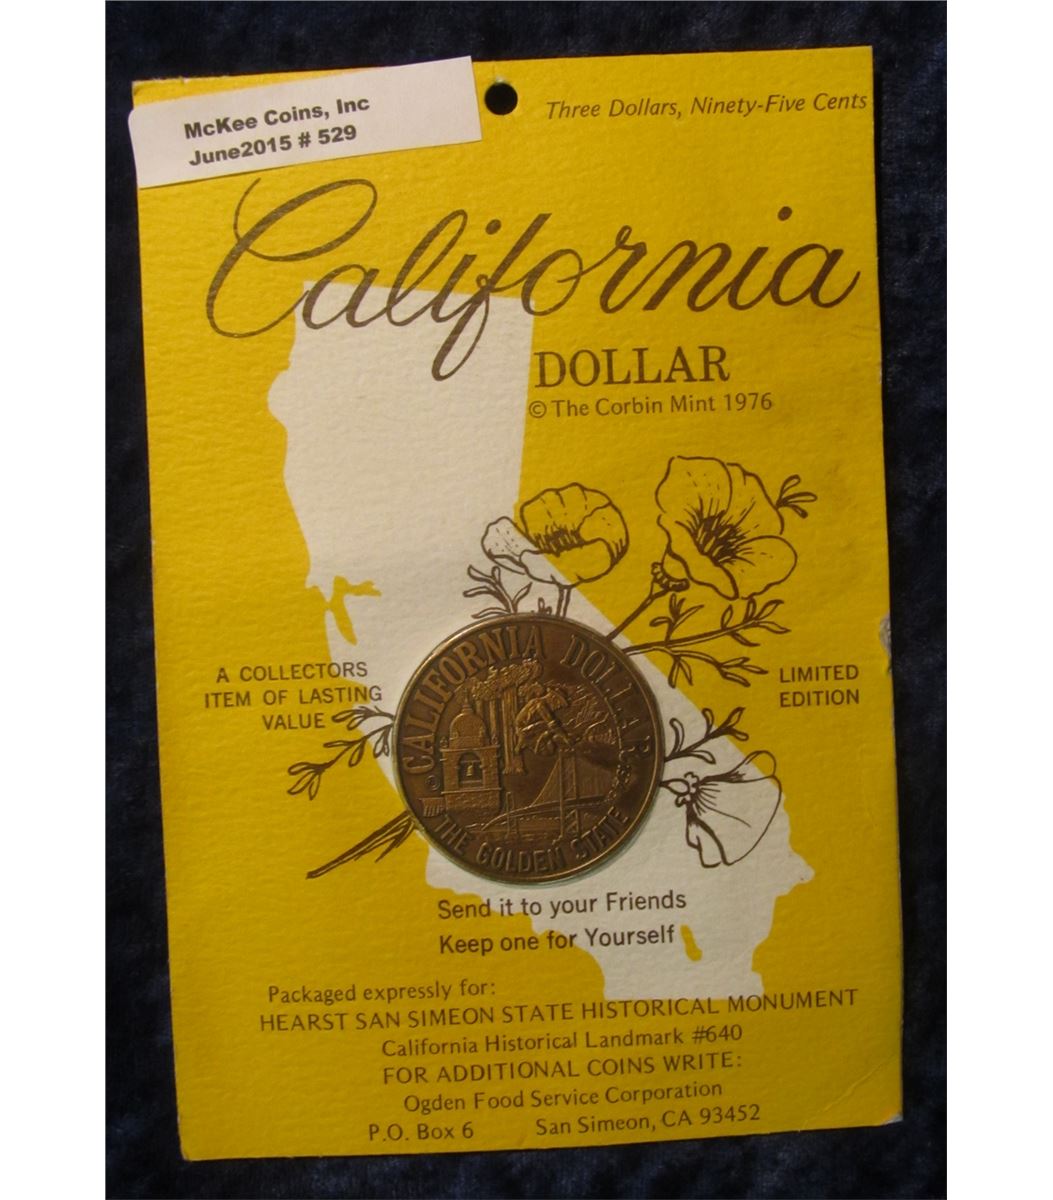 McKee Coins, Inc
June2015 # 529
Three Dollars, Ninety-Five Cents
California
DOLLAR
© The Corbin Mint 1976
A COLLECTORS
ITEM OF LASTING
VALUE
LIMITED
EDITION
CALIFORNIA DOLLAR
THE GOLDEN STATE
Send it to your Friends
Keep one for Yourself
Packaged expressly for:
HEARST SAN SIMEON STATE HISTORICAL MONUMENT
California Historical Landmark #640
FOR ADDITIONAL COINS WRITE:
Ogden Food Service Corporation
P.O. Box 6 San Simeon, CA 93452